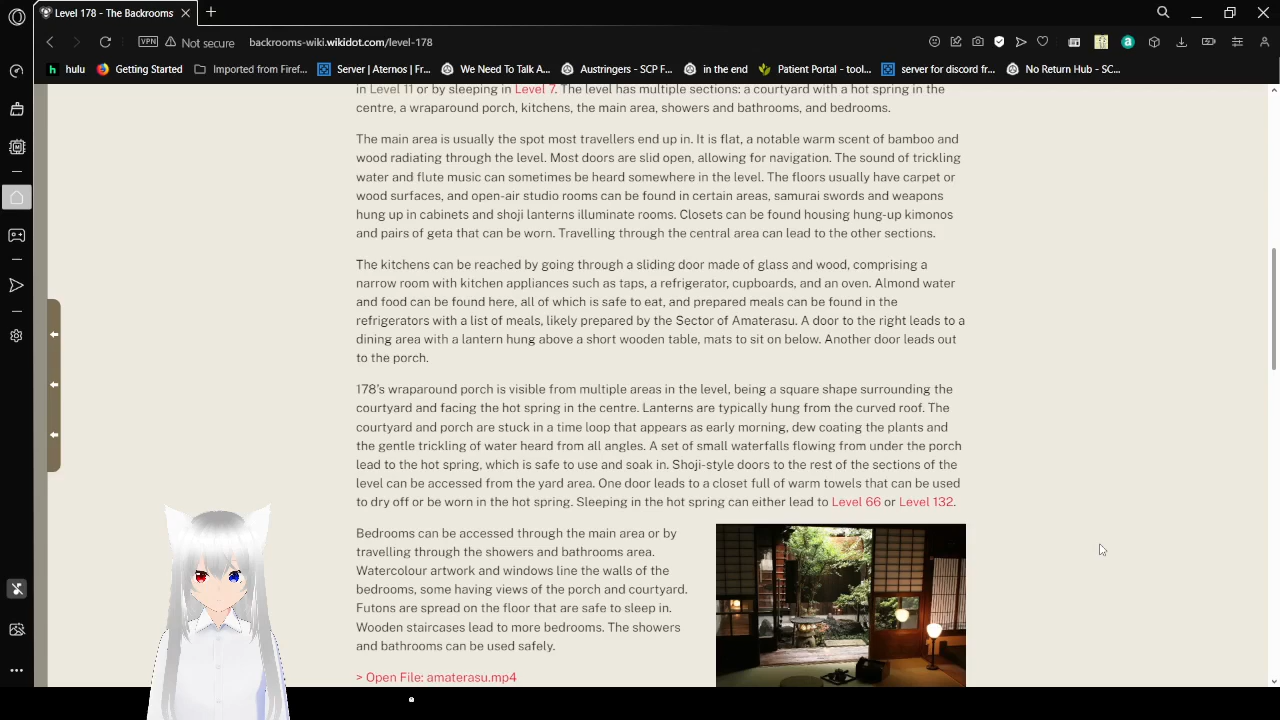 Level 178 - The Backrooms
VPN
Not secure
backrooms-wiki.wikidot.com/level-178
h hulu
Getting Started
Imported from Firef...
Server | Aternos | Fr...
We Need To Talk A...
Austringers - SCP F...
in the end
Patient Portal - tool...
server for discord fr...
No Return Hub - SC...
in Level 11 or by sleeping in Level 7. The level has multiple sections: a courtyard with a hot spring in the
centre, a wraparound porch, kitchens, the main area, showers and bathrooms, and bedrooms.
The main area is usually the spot most travellers end up in. It is flat, a notable warm scent of bamboo and
wood radiating through the level. Most doors are slid open, allowing for navigation. The sound of trickling
water and flute music can sometimes be heard somewhere in the level. The floors usually have carpet or
wood surfaces, and open-air studio rooms can be found in certain areas, samurai swords and weapons
hung up in cabinets and shoji lanterns illuminate rooms. Closets can be found housing hung-up kimonos
and pairs of geta that can be worn. Travelling through the central area can lead to the other sections.
The kitchens can be reached by going through a sliding door made of glass and wood, comprising a
narrow room with kitchen appliances such as taps, a refrigerator, cupboards, and an oven. Almond water
and food can be found here, all of which is safe to eat, and prepared meals can be found in the
refrigerators with a list of meals, likely prepared by the Sector of Amaterasu. A door to the right leads to a
dining area with a lantern hung above a short wooden table, mats to sit on below. Another door leads out
to the porch.
178's wraparound porch is visible from multiple areas in the level, being a square shape surrounding the
courtyard and facing the hot spring in the centre. Lanterns are typically hung from the curved roof. The
courtyard and porch are stuck in a time loop that appears as early morning, dew coating the plants and
the gentle trickling of water heard from all angles. A set of small waterfalls flowing from under the porch
lead to the hot spring, which is safe to use and soak in. Shoji-style doors to the rest of the sections of the
level can be accessed from the yard area. One door leads to a closet full of warm towels that can be used
to dry off or be worn in the hot spring. Sleeping in the hot spring can either lead to Level 66 or Level 132.
Bedrooms can be accessed through the main area or by
travelling through the showers and bathrooms area.
Watercolour artwork and windows line the walls of the
bedrooms, some having views of the porch and courtyard.
Futons are spread on the floor that are safe to sleep in.
Wooden staircases lead to more bedrooms. The showers
and bathrooms can be used safely.
> Open File: amaterasu.mp4